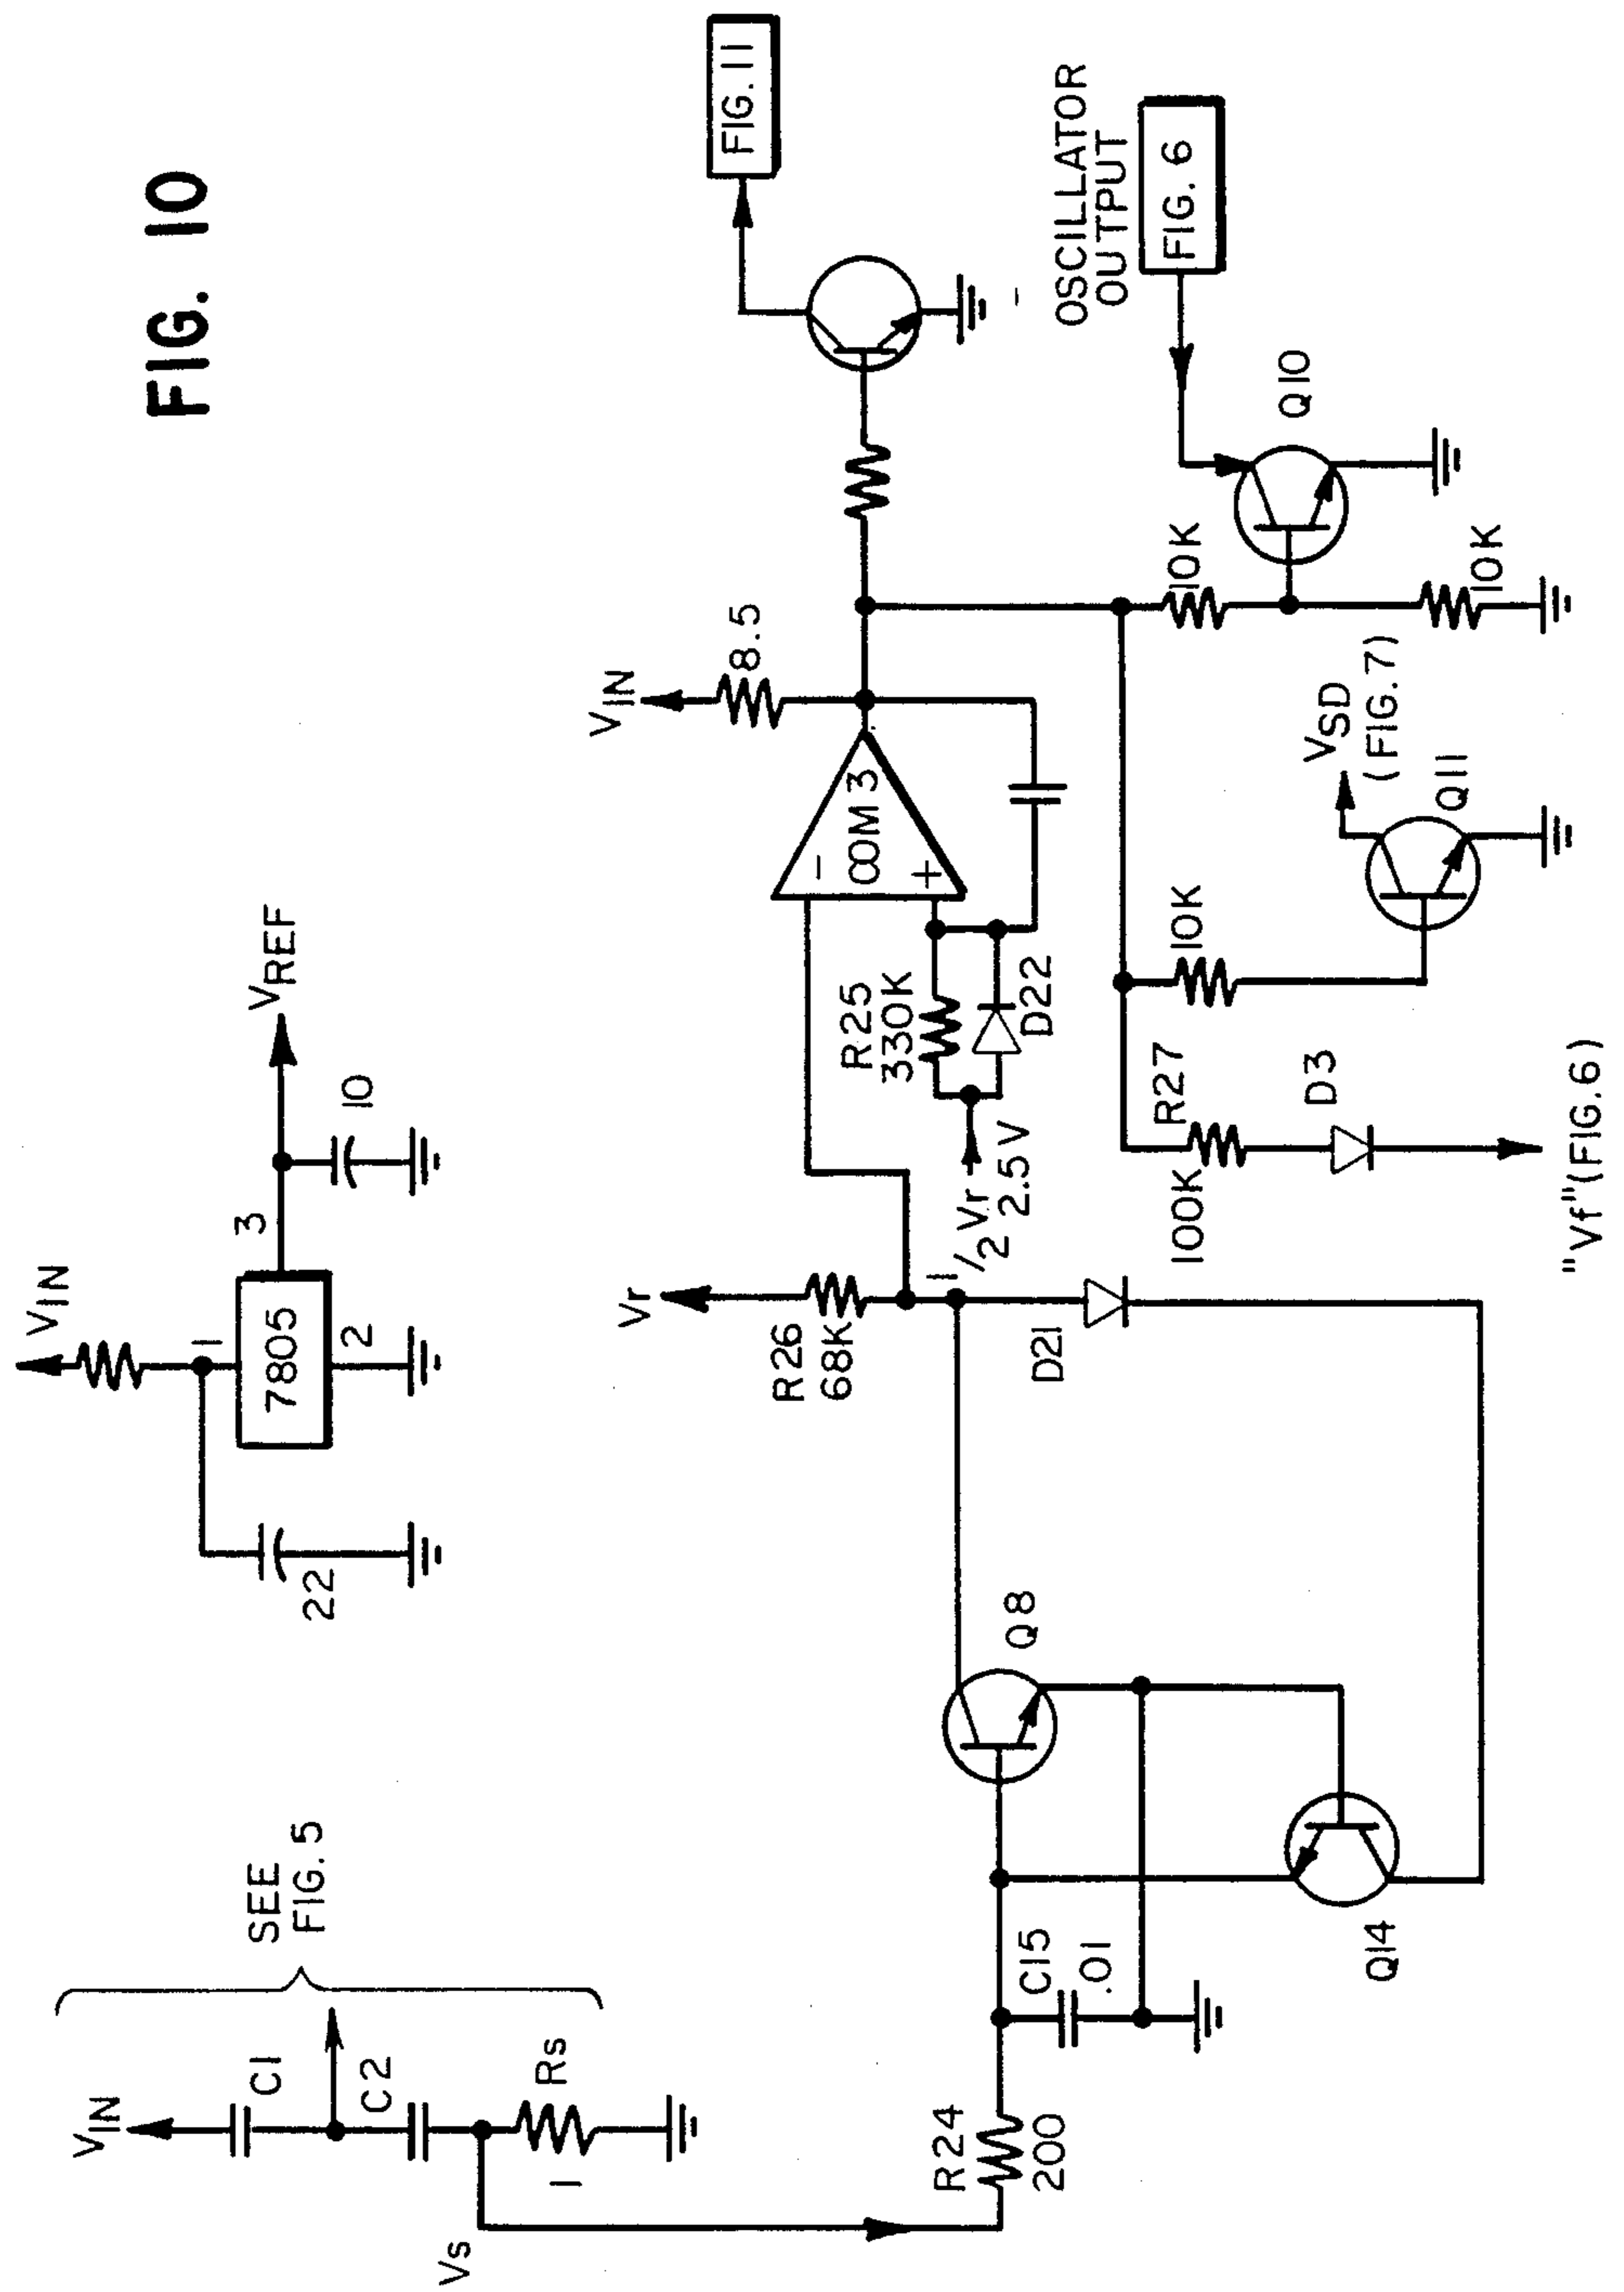 FIG. 10
VIN
1
7805
3
2
22
10
VREF
VIN
C1
C2
Rs
1
SEE
FIG. 5
Vs
R24
200
C15
.01
Q8
Q14
Vr
R26
68K
D21
1/2 Vr
2.5V
R25
330K
D22
-
COM 3
+
VIN
8.5
FIG. 11
OSCILLATOR
OUTPUT
FIG. 6
Q10
10K
10K
VSD
(FIG. 7)
Q11
10K
R27
100K
D3
"Vf" (FIG. 6)